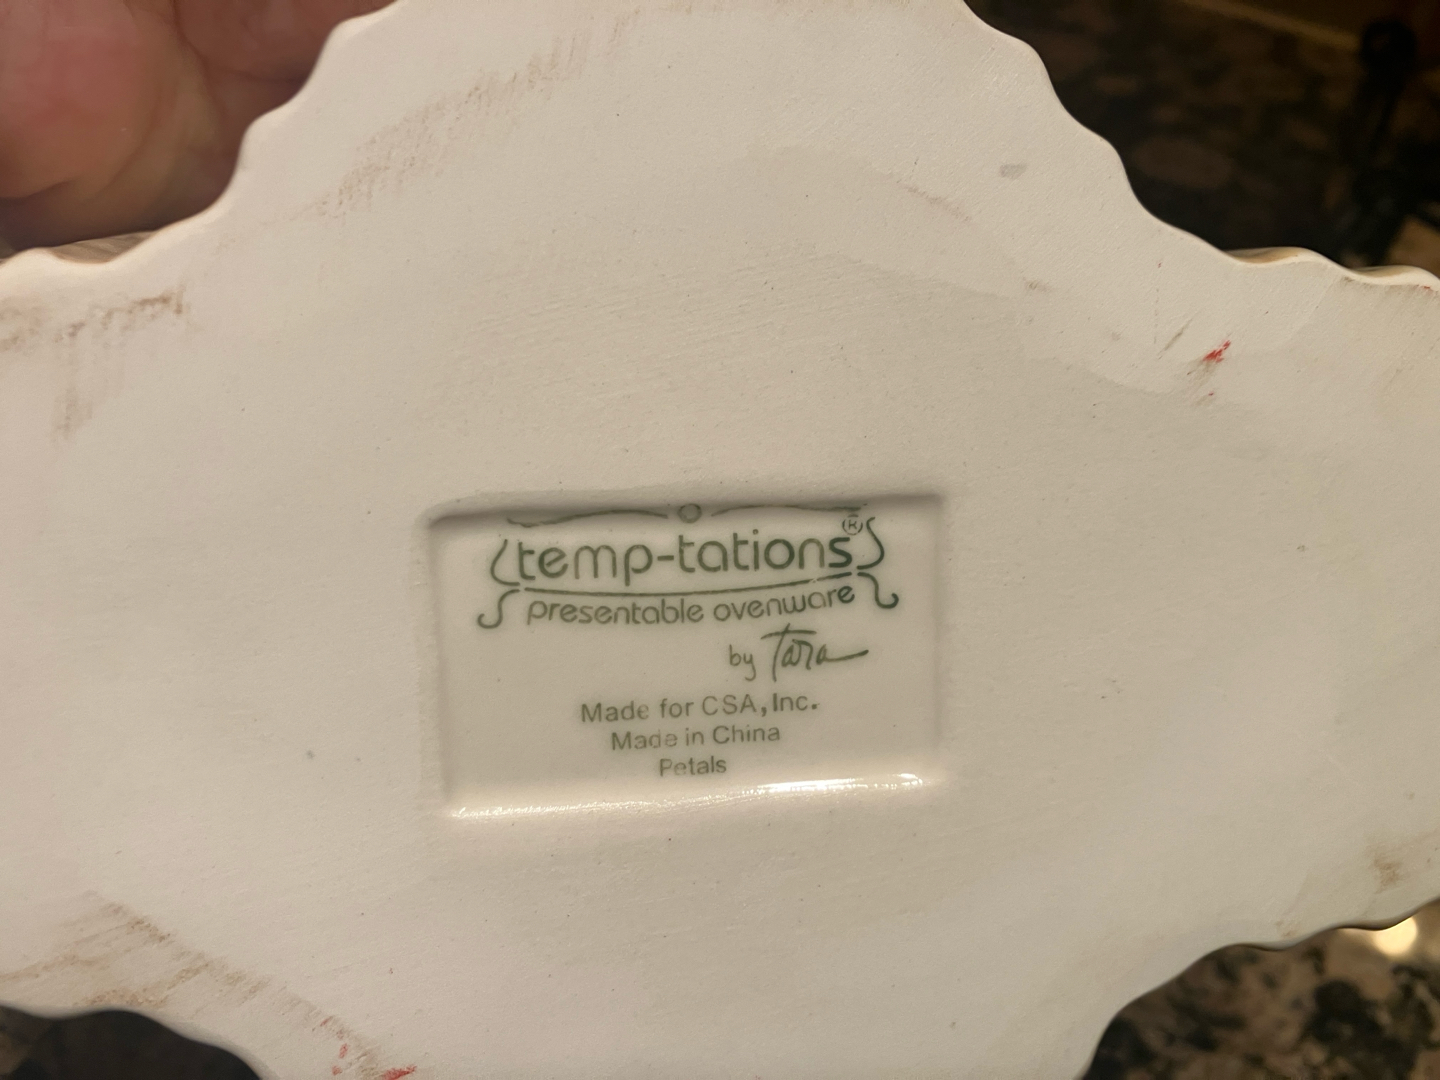 temp-tations®
presentable ovenware
by Tara
Made for CSA, Inc.
Made in China
Petals